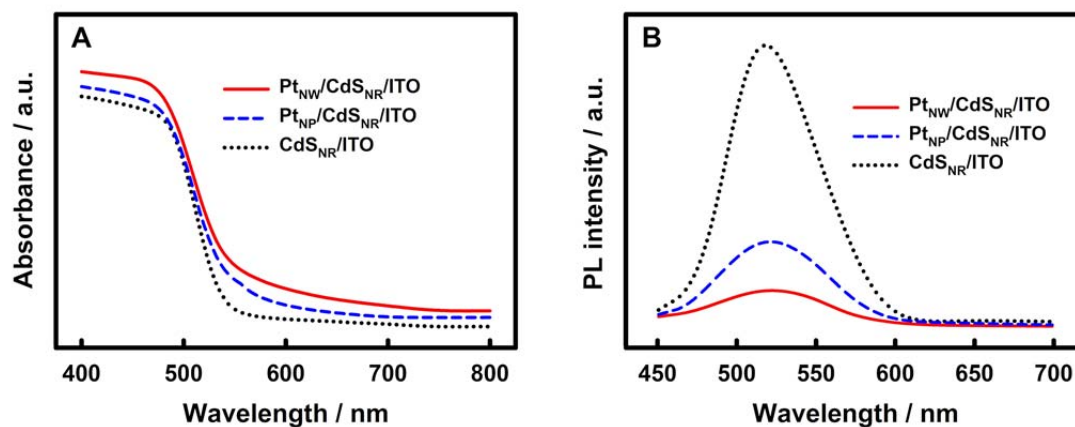 A
Pt_NW/CdS_NR/ITO
Pt_NP/CdS_NR/ITO
CdS_NR/ITO
Absorbance / a.u.
400 500 600 700 800
Wavelength / nm
B
Pt_NW/CdS_NR/ITO
Pt_NP/CdS_NR/ITO
CdS_NR/ITO
PL intensity / a.u.
450 500 550 600 650 700
Wavelength / nm